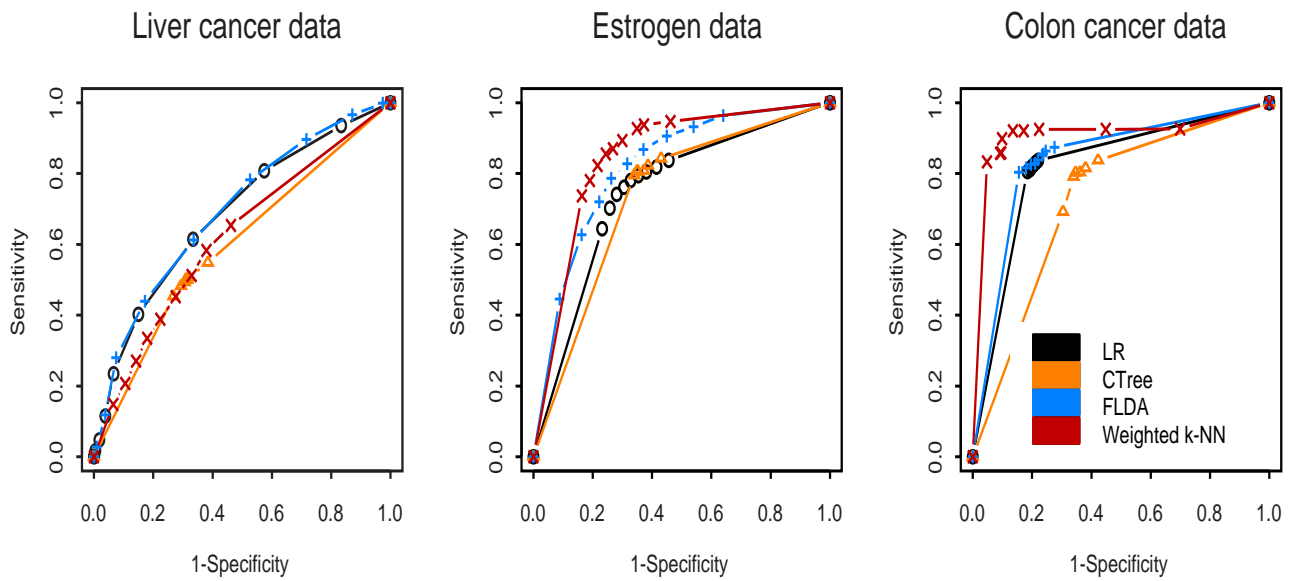 Liver cancer data
Estrogen data
Colon cancer data
Sensitivity
1.0
0.8
0.6
0.4
0.2
0.0
0.0 0.2 0.4 0.6 0.8 1.0
1-Specificity
Sensitivity
1.0
0.8
0.6
0.4
0.2
0.0
0.0 0.2 0.4 0.6 0.8 1.0
1-Specificity
Sensitivity
1.0
0.8
0.6
0.4
0.2
0.0
LR
CTree
FLDA
Weighted k-NN
0.0 0.2 0.4 0.6 0.8 1.0
1-Specificity